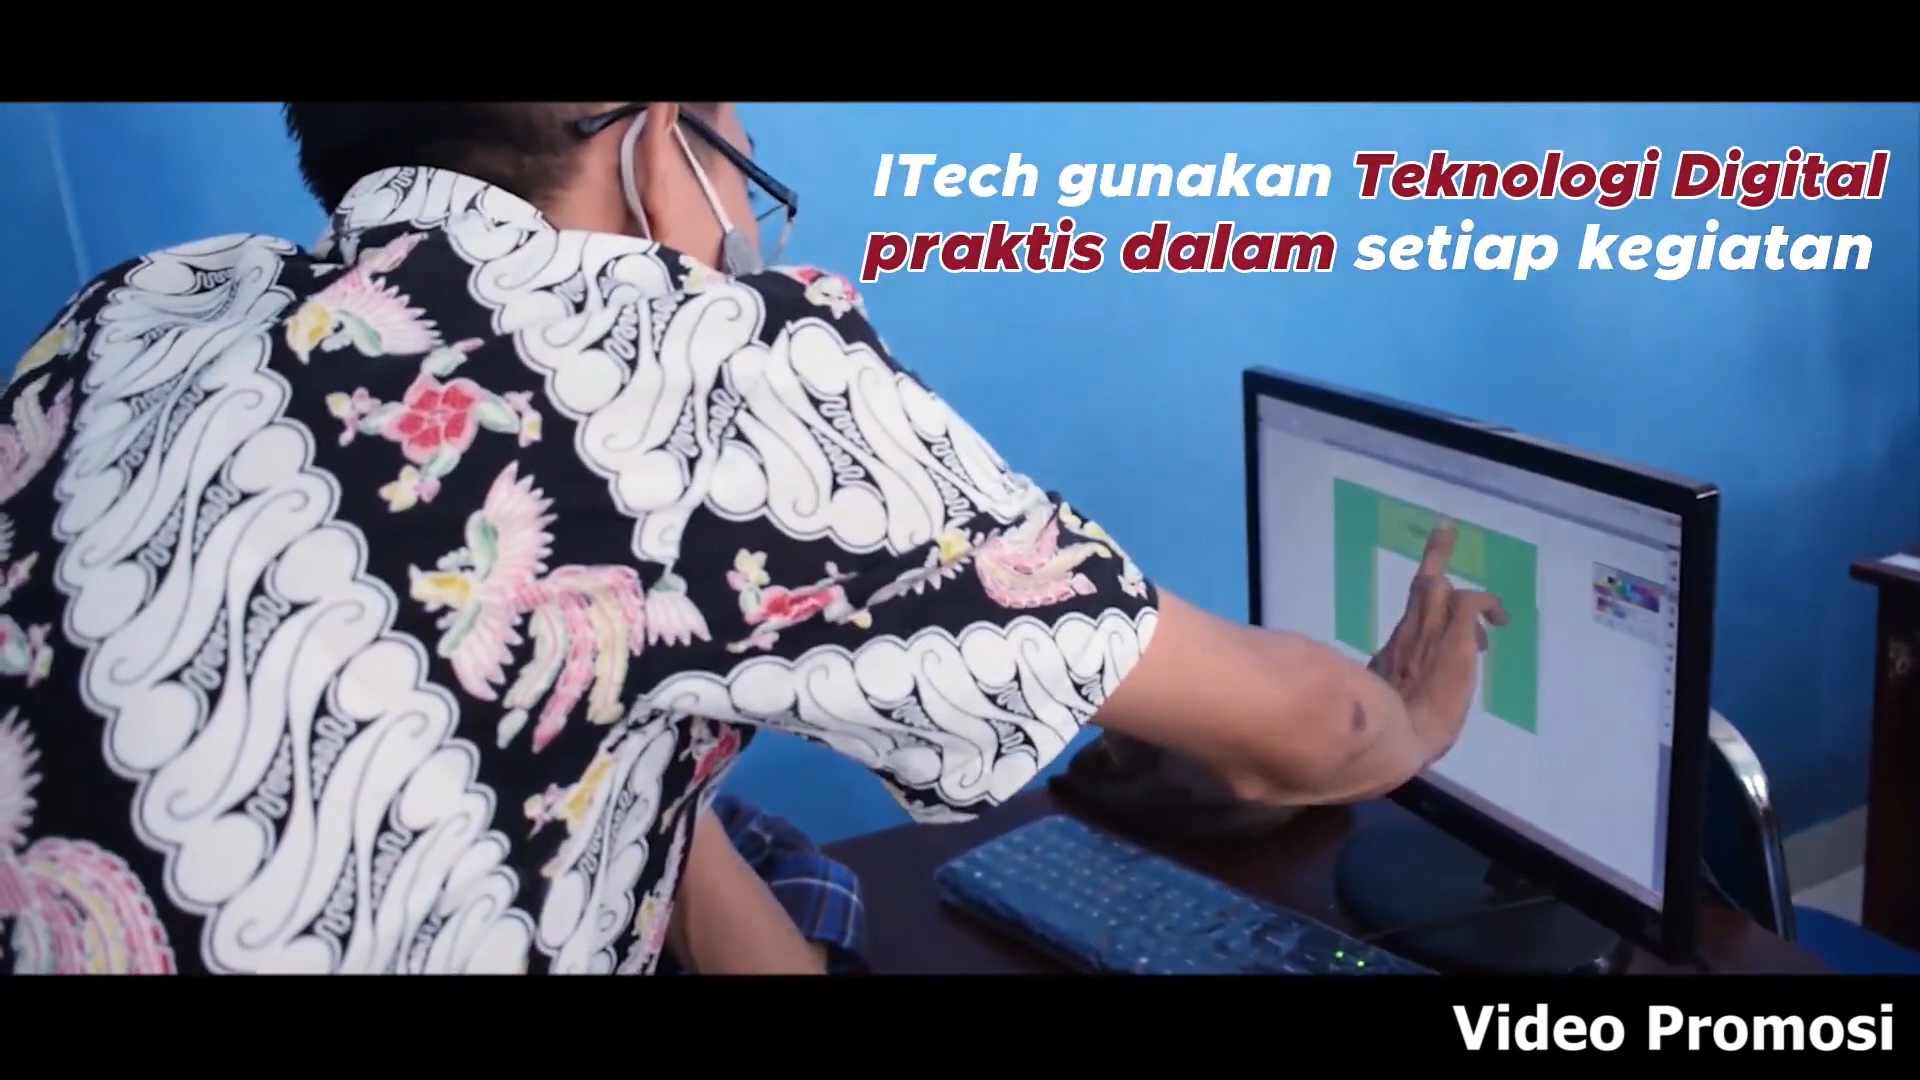 ITech gunakan Teknologi Digital
praktis dalam setiap kegiatan
Video Promosi